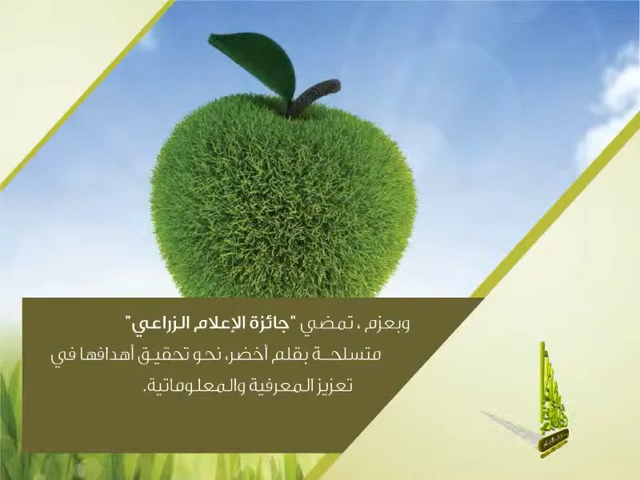 وبعزم، تمضي "جائزة الإعلام الزراعي"
متسلحة بقلم أخضر، نحو تحقيق أهدافها في
تعزيز المعرفية والمعلوماتية.